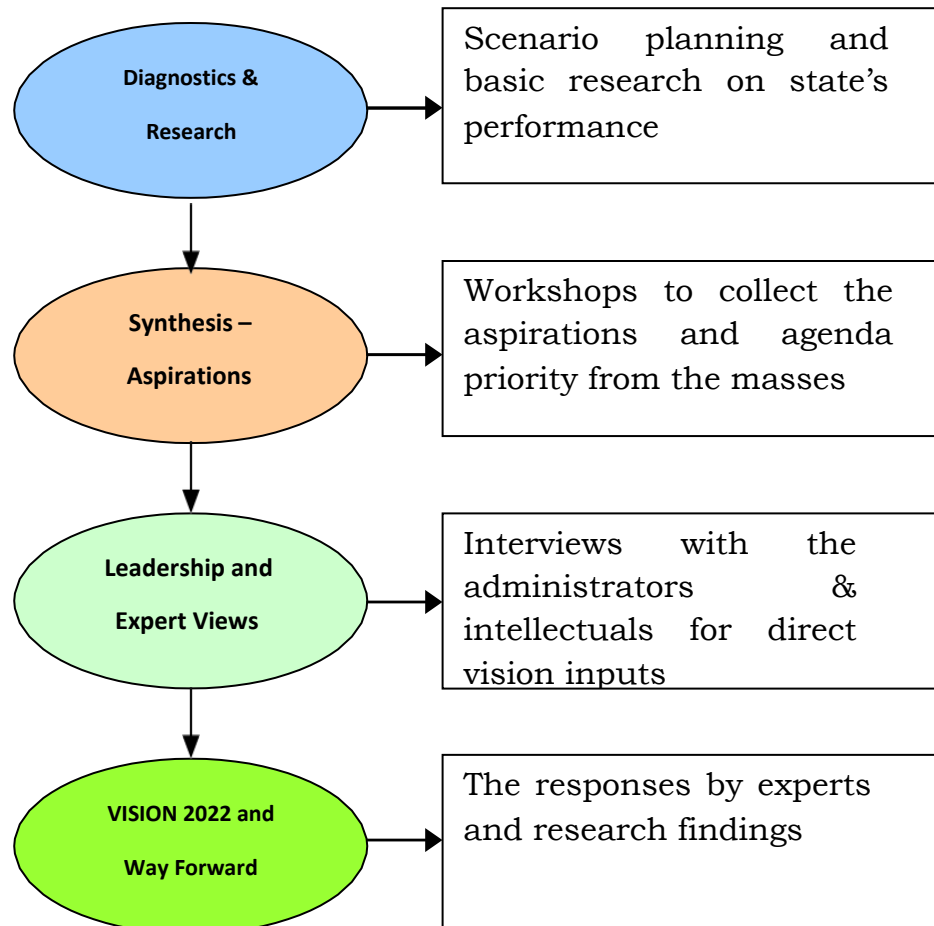 Diagnostics &
Research
Scenario planning and
basic research on state’s
performance
Synthesis –
Aspirations
Workshops to collect the
aspirations and agenda
priority from the masses
Leadership and
Expert Views
Interviews with the
administrators &
intellectuals for direct
vision inputs
VISION 2022 and
Way Forward
The responses by experts
and research findings